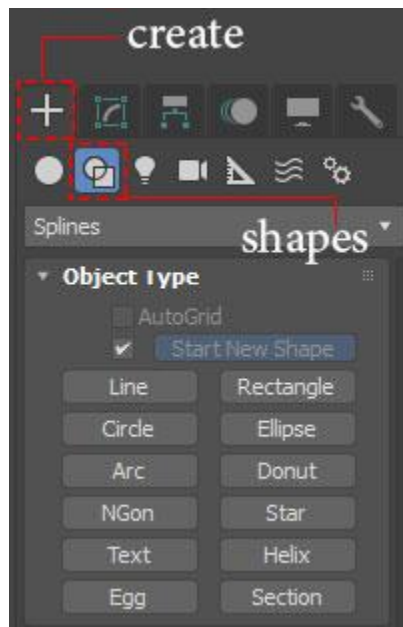 create
Splines
shapes
Object Type
AutoGrid
Start New Shape
Line Rectangle
Circle Ellipse
Arc Donut
NGon Star
Text Helix
Egg Section